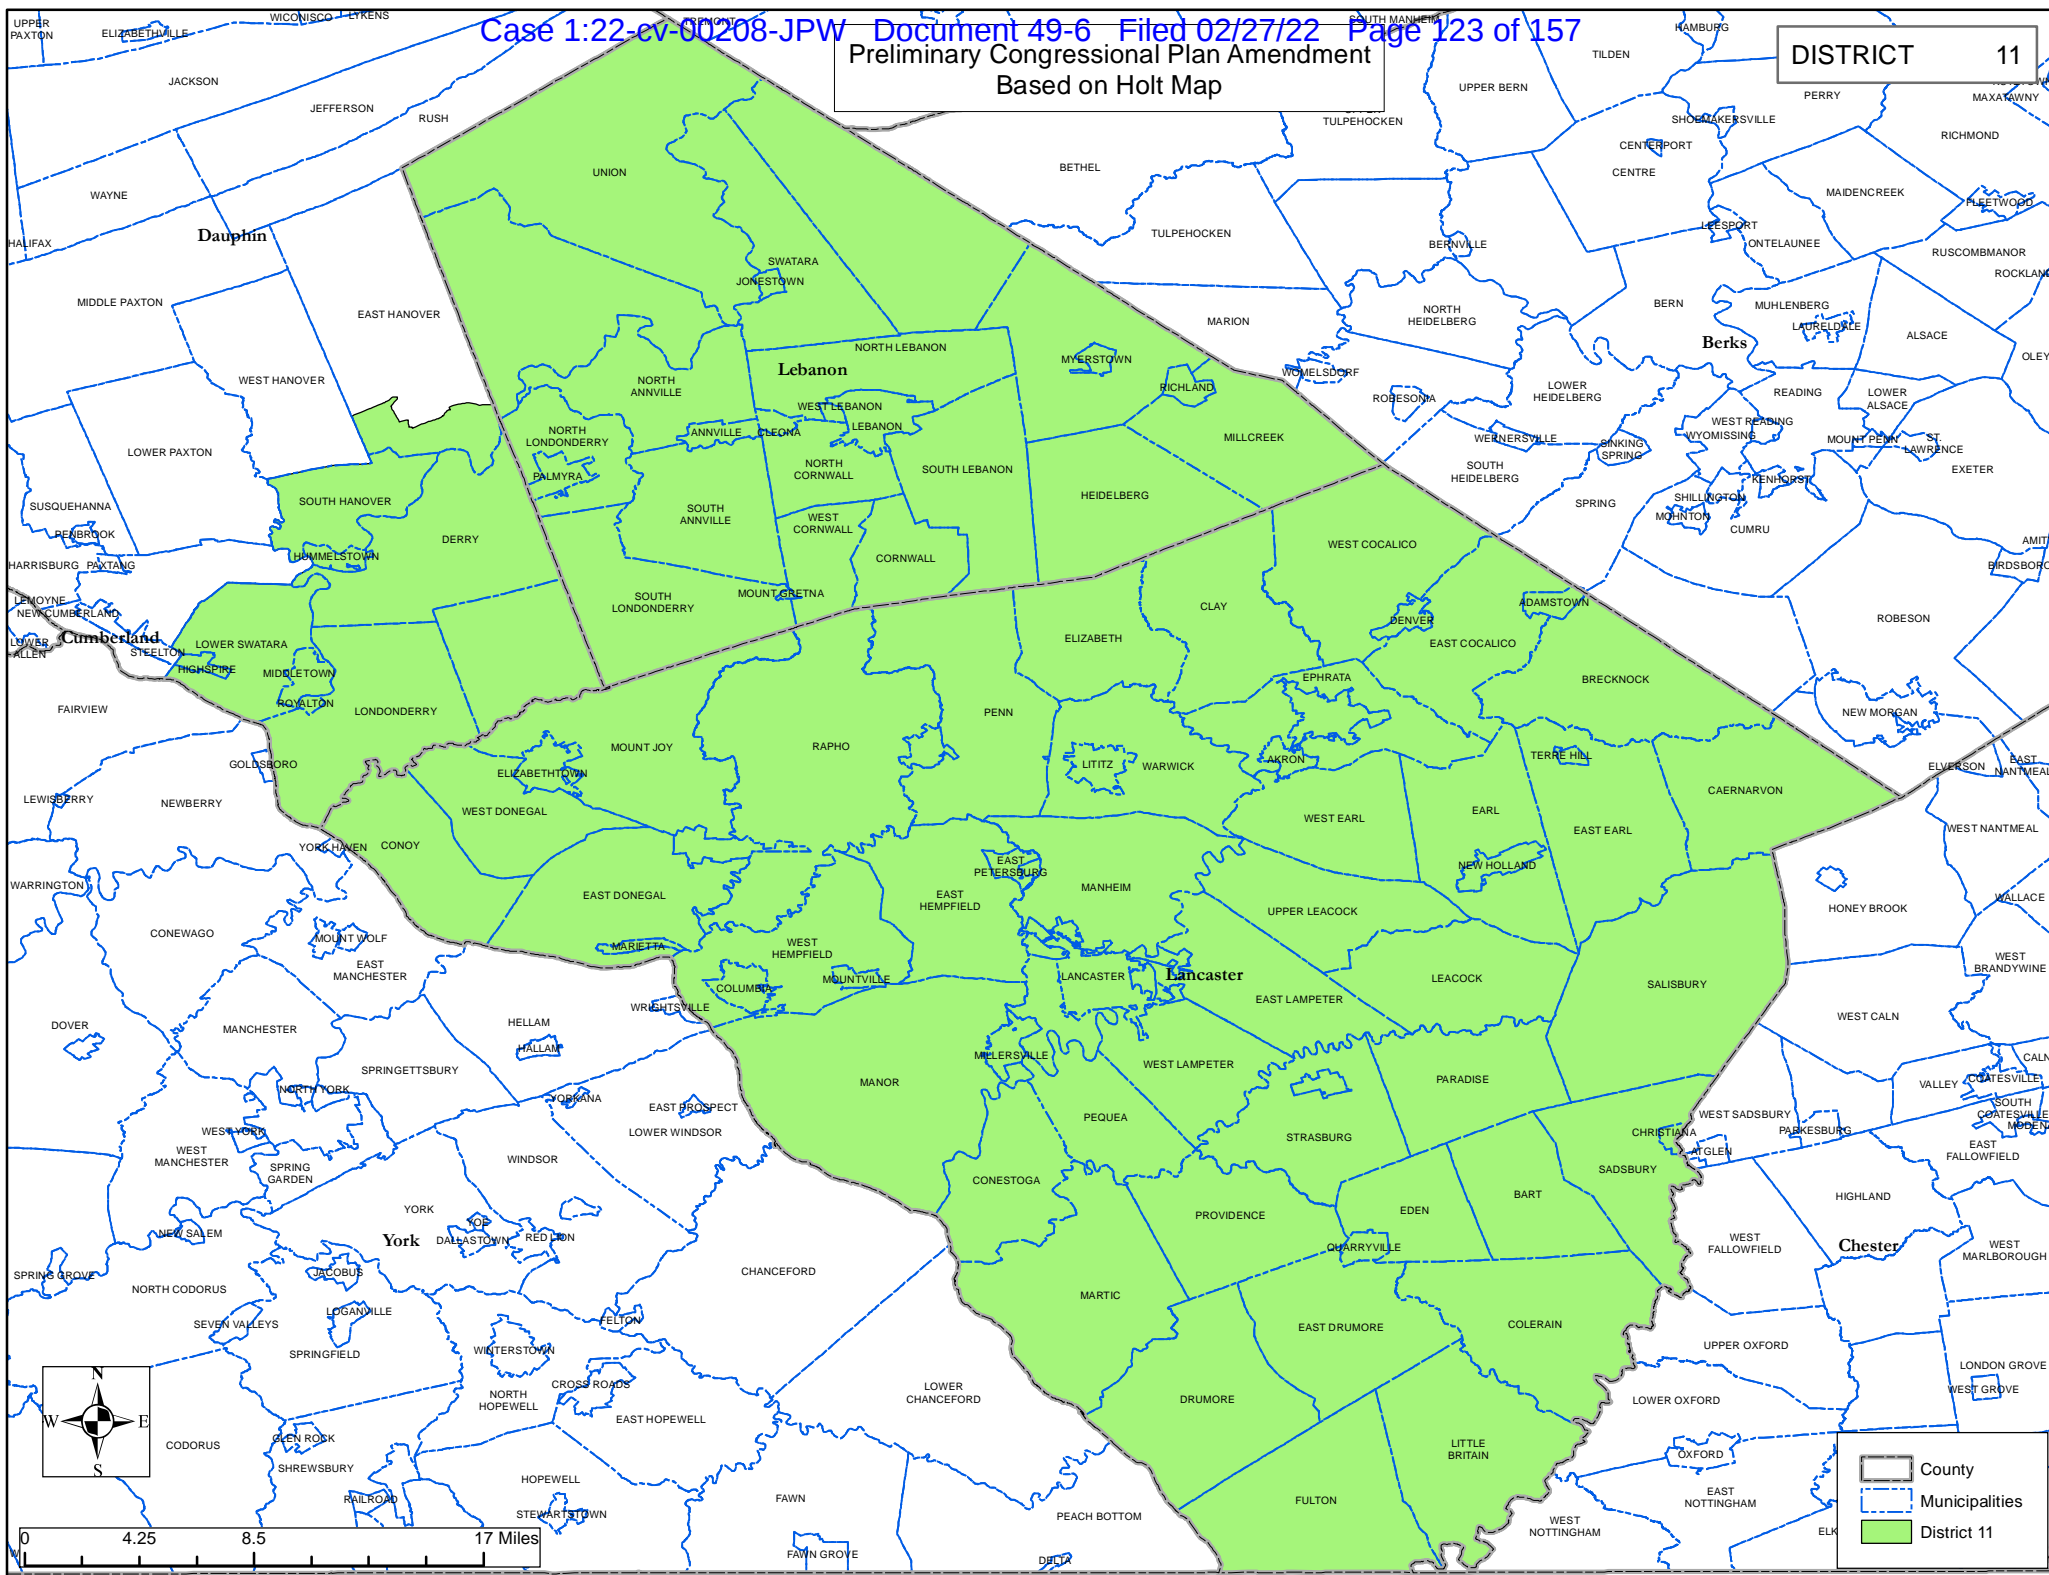 Case 1:22-cv-00208-JPW Document 49-6 Filed 02/27/22 Page 123 of 157
Preliminary Congressional Plan Amendment
Based on Holt Map
DISTRICT 11
UPPER
PAXTON
ELIZABETHVILLE
WICONISCO
LYKENS
TREMONT
SOUTH MANHEIM
HAMBURG
TILDEN
JACKSON
JEFFERSON
RUSH
UPPER BERN
PERRY
MAXATAWNY
TULPEHOCKEN
SHOEMAKERSVILLE
RICHMOND
CENTERPORT
CENTRE
BETHEL
UNION
WAYNE
MAIDENCREEK
FLEETWOOD
HALIFAX
Dauphin
TULPEHOCKEN
BERNVILLE
LEESPORT
ONTELAUNEE
RUSCOMBMANOR
ROCKLAND
SWATARA
JONESTOWN
MIDDLE PAXTON
EAST HANOVER
MARION
NORTH
HEIDELBERG
BERN
MUHLENBERG
LAURELDALE
ALSACE
OLEY
NORTH LEBANON
Lebanon
MYERSTOWN
Berks
WEST HANOVER
NORTH
ANNVILLE
RICHLAND
WOMELSDORF
ROBESONIA
LOWER
HEIDELBERG
READING
LOWER
ALSACE
WEST LEBANON
LEBANON
ANNVILLE
CLEONA
NORTH
LONDONDERRY
MILLCREEK
WERNERSVILLE
WEST READING
WYOMISSING
SINKING
SPRING
MOUNT PENN
ST.
LAWRENCE
EXETER
LOWER PAXTON
PALMYRA
NORTH
CORNWALL
SOUTH LEBANON
SOUTH
HEIDELBERG
KENHORST
SHILLINGTON
SPRING
MOHNTON
CUMRU
SUSQUEHANNA
PENBROOK
SOUTH HANOVER
SOUTH
ANNVILLE
WEST
CORNWALL
HEIDELBERG
DERRY
HUMMELSTOWN
CORNWALL
WEST COCALICO
AMIT
BIRDSBORO
HARRISBURG
PAXTANG
LEMOYNE
NEW CUMBERLAND
LOWER
ALLEN
Cumberland
STEELTON
LOWER SWATARA
HIGHSPIRE
MIDDLETOWN
ROYALTON
LONDONDERRY
SOUTH
LONDONDERRY
MOUNT GRETNA
CLAY
ELIZABETH
DENVER
ADAMSTOWN
EAST COCALICO
ROBESON
EPHRATA
BRECKNOCK
FAIRVIEW
NEW MORGAN
PENN
MOUNT JOY
RAPHO
GOLDSBORO
ELIZABETHTOWN
LITITZ
WARWICK
AKRON
TERRE HILL
ELVERSON
EAST
NANTMEAL
LEWISBERRY
NEWBERRY
WEST DONEGAL
CAERNARVON
WEST EARL
EARL
EAST EARL
WEST NANTMEAL
YORK HAVEN
CONOY
EAST
PETERSBURG
NEW HOLLAND
WARRINGTON
EAST DONEGAL
EAST
HEMPFIELD
MANHEIM
UPPER LEACOCK
HONEY BROOK
WALLACE
CONEWAGO
MOUNT WOLF
EAST
MANCHESTER
MARIETTA
WEST
HEMPFIELD
MOUNTVILLE
COLUMBIA
LANCASTER
Lancaster
LEACOCK
EAST LAMPETER
SALISBURY
WEST
BRANDYWINE
WRIGHTSVILLE
DOVER
MANCHESTER
HELLAM
HALLAM
WEST CALN
MILLERSVILLE
WEST LAMPETER
CALN
SPRINGETTSBURY
MANOR
PARADISE
VALLEY
COATESVILLE
NORTH YORK
YORKANA
EAST PROSPECT
LOWER WINDSOR
PEQUEA
SOUTH
COATESVILLE
MODENA
WEST SADSBURY
PARKESBURG
WEST YORK
STRASBURG
CHRISTIANA
ATGLEN
EAST
FALLOWFIELD
WEST
MANCHESTER
SPRING
GARDEN
WINDSOR
CONESTOGA
SADSBURY
BART
HIGHLAND
YORK
YOE
DALLASTOWN
RED LION
PROVIDENCE
EDEN
York
NEW SALEM
QUARRYVILLE
WEST
FALLOWFIELD
Chester
WEST
MARLBOROUGH
SPRING GROVE
JACOBUS
NORTH CODORUS
CHANCEFORD
MARTIC
LOGANVILLE
SEVEN VALLEYS
FELTON
EAST DRUMORE
COLERAIN
SPRINGFIELD
WINTERSTOWN
UPPER OXFORD
LONDON GROVE
WEST GROVE
CROSS ROADS
NORTH
HOPEWELL
LOWER
CHANCEFORD
DRUMORE
LOWER OXFORD
EAST HOPEWELL
N
W E
S
CODORUS
GLEN ROCK
SHREWSBURY
LITTLE
BRITAIN
OXFORD
HOPEWELL
RAILROAD
FAWN
FULTON
EAST
NOTTINGHAM
STEWARTSTOWN
PEACH BOTTOM
WEST
NOTTINGHAM
ELK
FAWN GROVE
DELTA
0 4.25 8.5 17 Miles
County
Municipalities
District 11